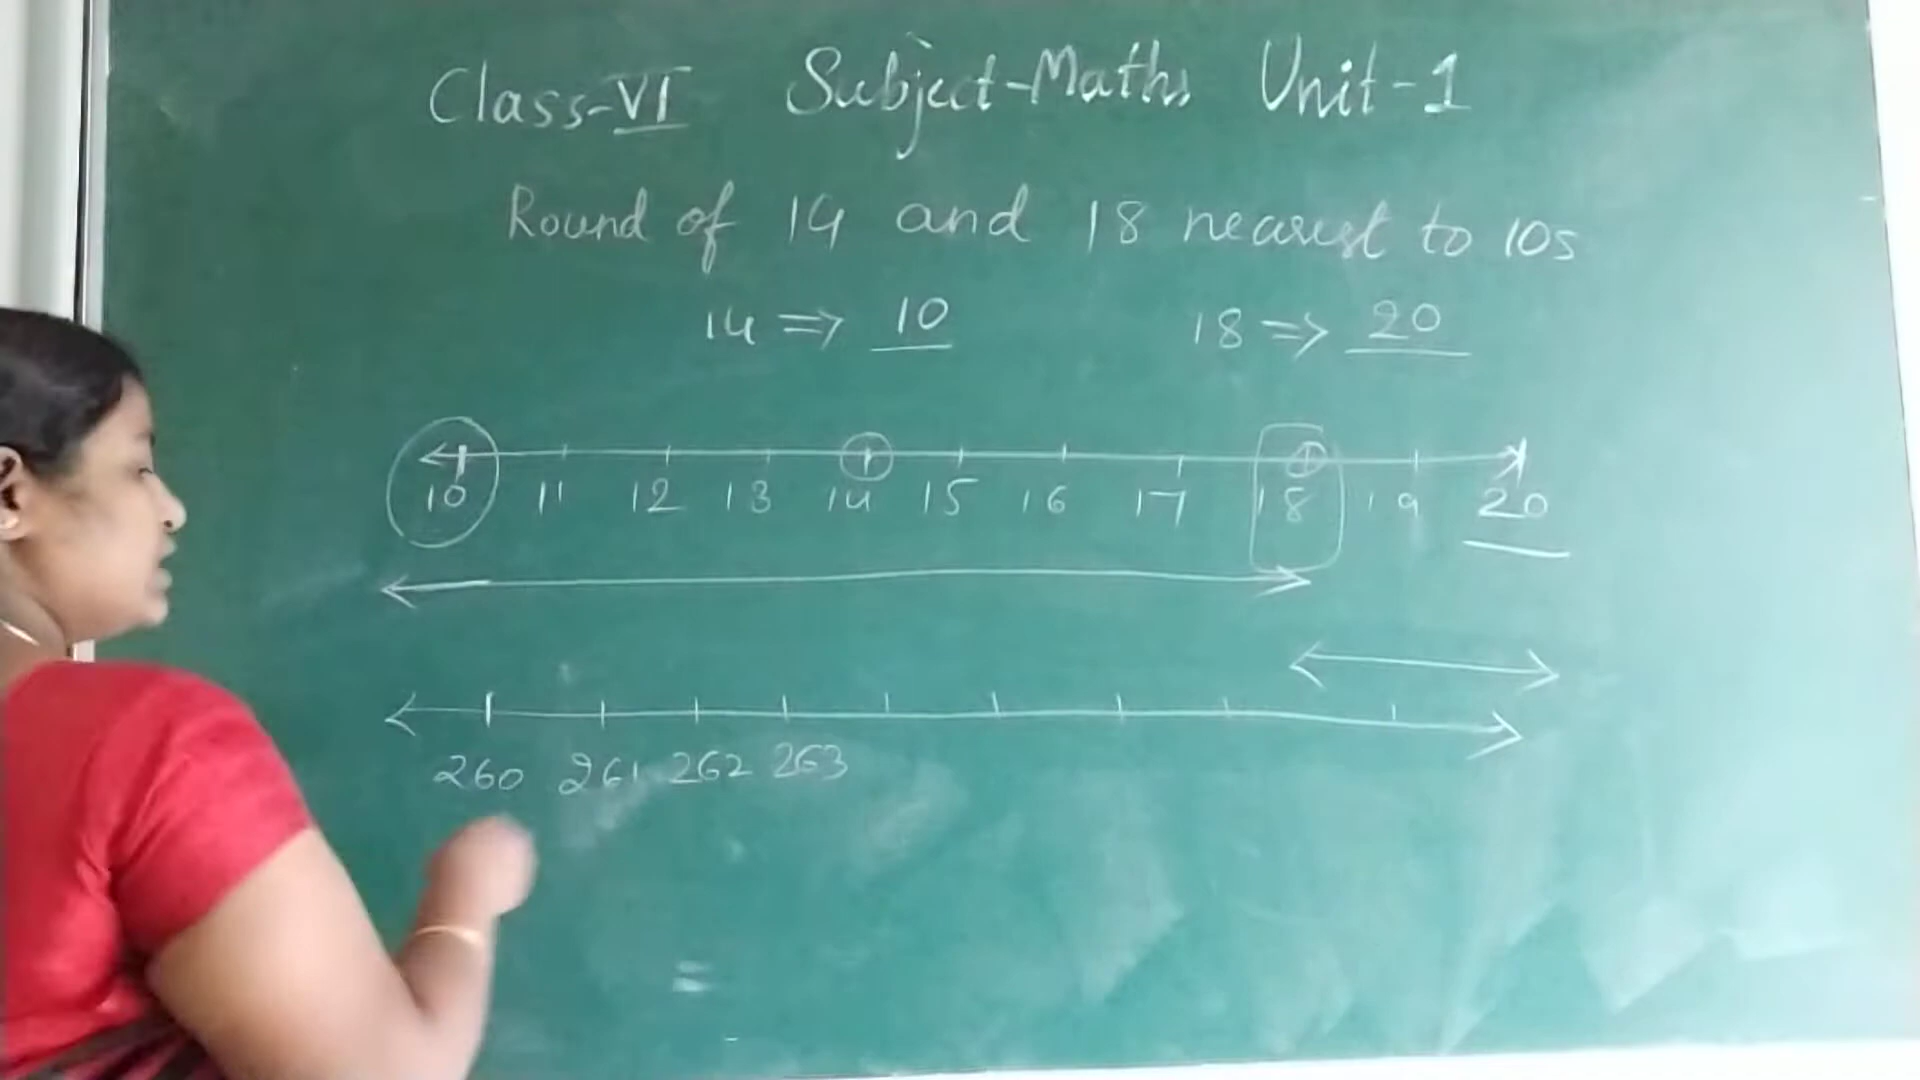 Class-VI Subject-Maths Unit-1
Round of 14 and 18 nearest to 10s
14 => 10 18 => 20
10 11 12 13 14 15 16 17 18 19 20
260 261 262 263
=